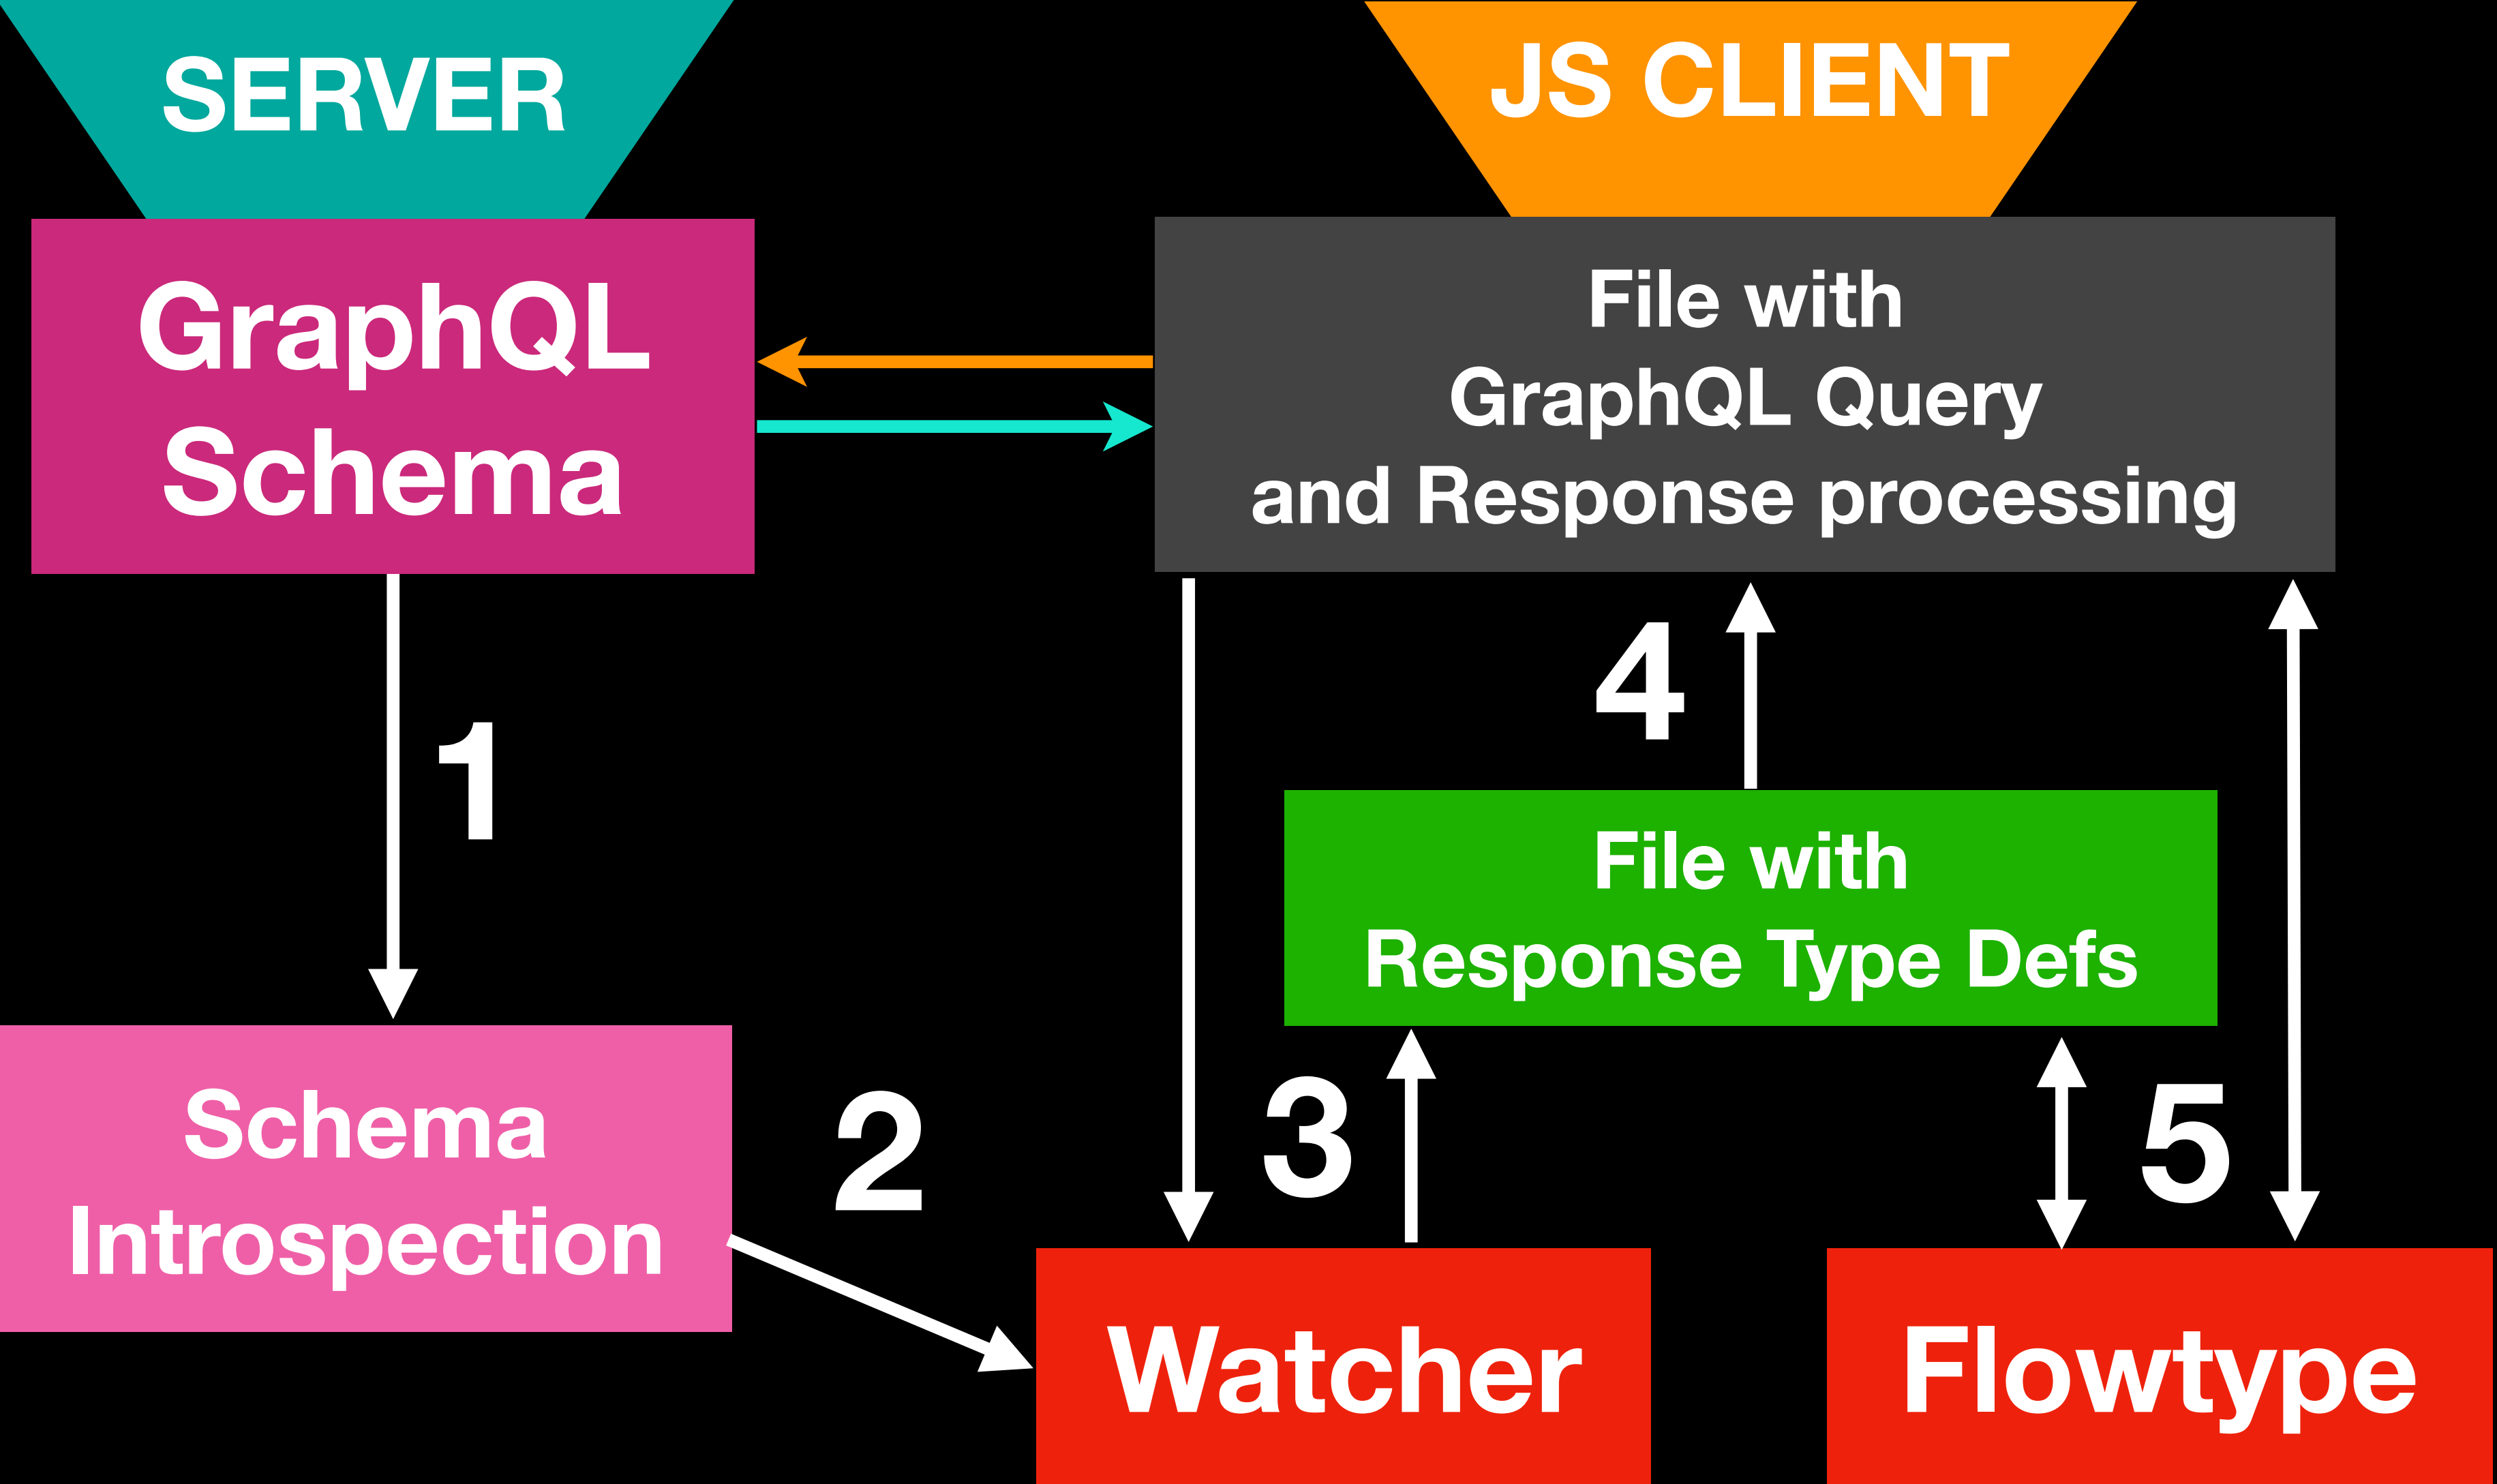 SERVER
JS CLIENT
GraphQL
Schema
File with
GraphQL Query
and Response processing
1
4
File with
Response Type Defs
Schema
Introspection
2
3
5
Watcher
Flowtype